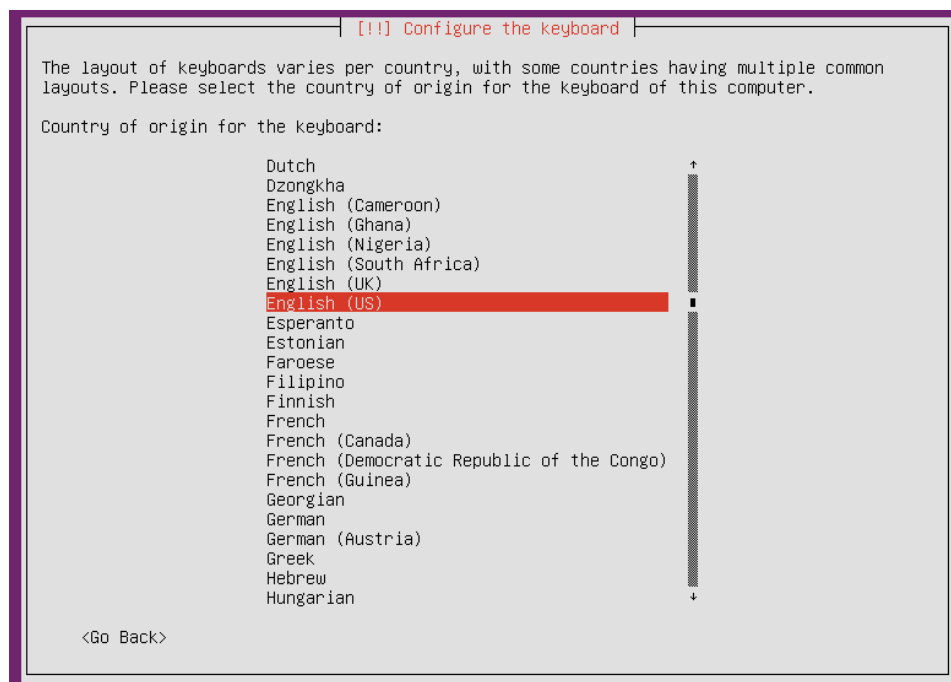 [!!] Configure the keyboard
The layout of keyboards varies per country, with some countries having multiple common
layouts. Please select the country of origin for the keyboard of this computer.
Country of origin for the keyboard:
Dutch
Dzongkha
English (Cameroon)
English (Ghana)
English (Nigeria)
English (South Africa)
English (UK)
English (US)
Esperanto
Estonian
Faroese
Filipino
Finnish
French
French (Canada)
French (Democratic Republic of the Congo)
French (Guinea)
Georgian
German
German (Austria)
Greek
Hebrew
Hungarian
<Go Back>